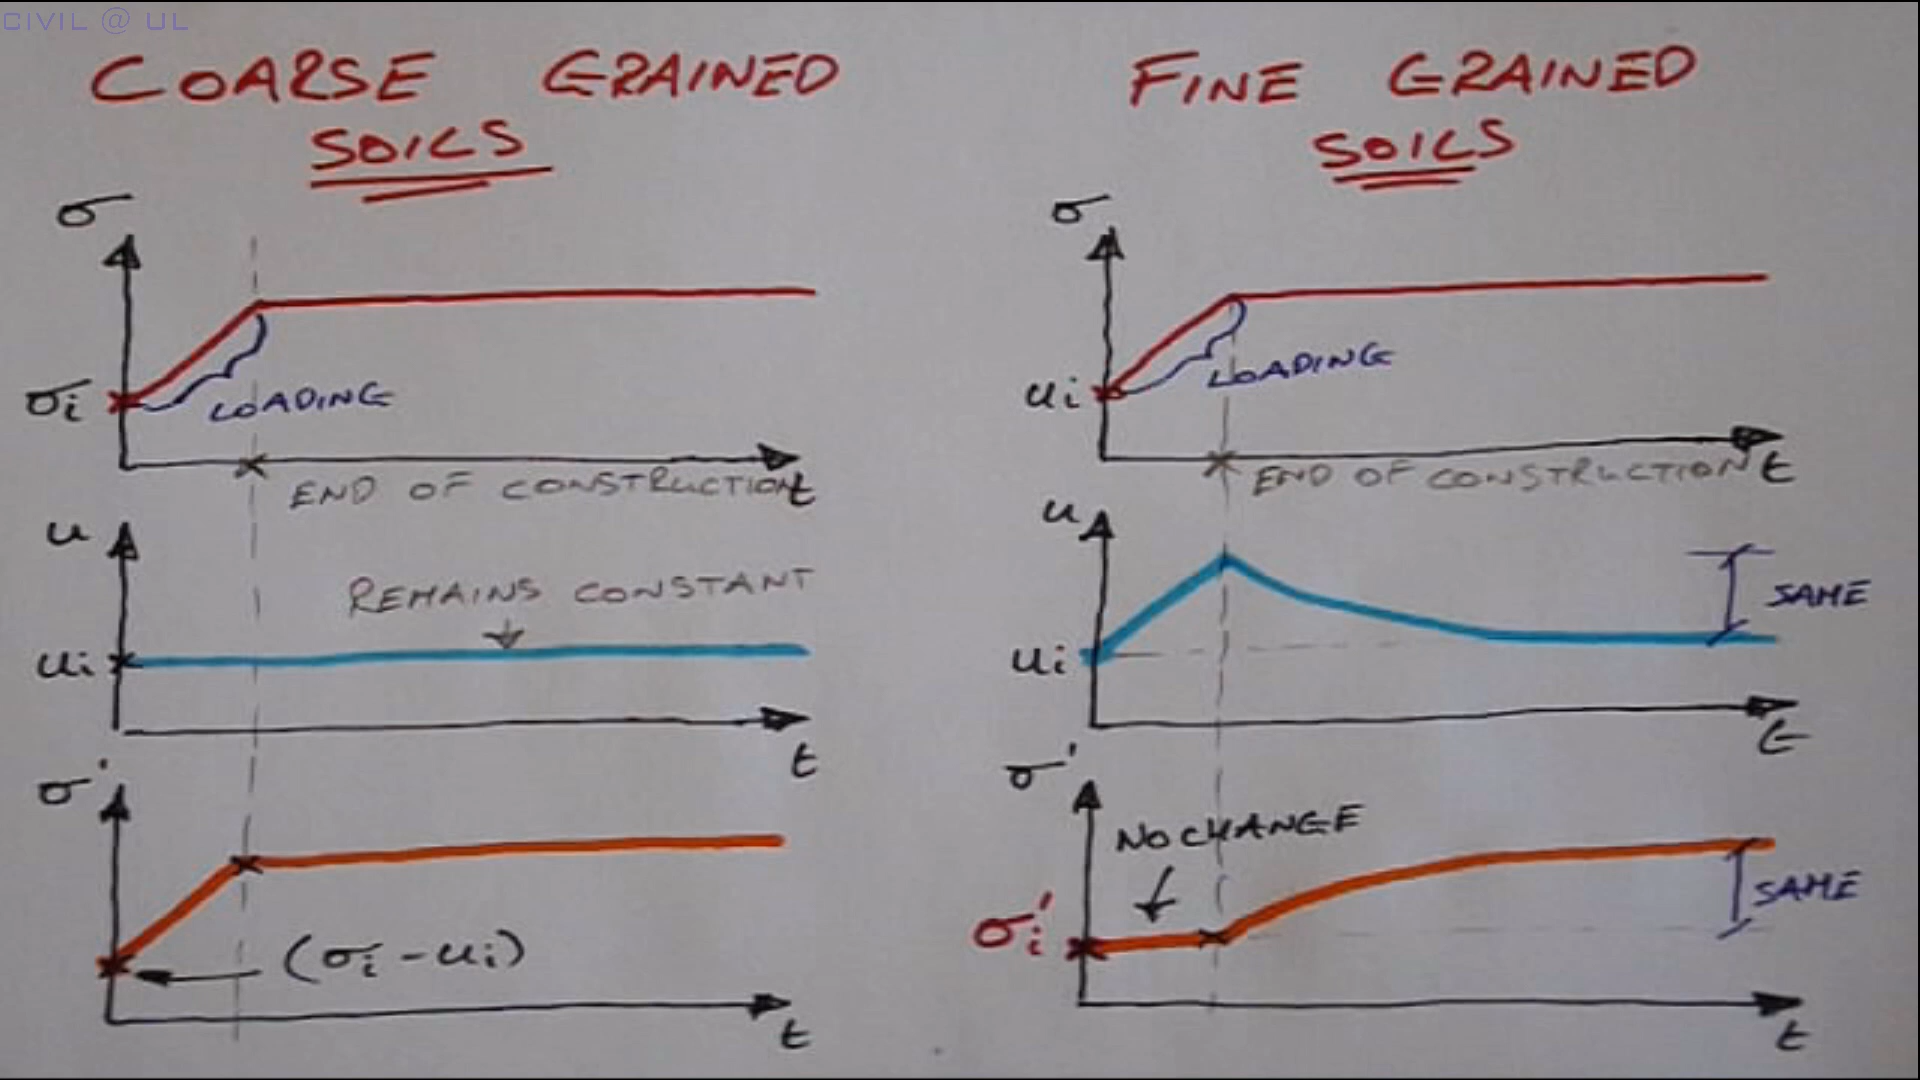 CIVIL @ UL
COARSE GRAINED
SOILS
σ
σi
LOADING
END OF CONSTRUCTION
t
u
REMAINS CONSTANT
ui
t
σ'
(σi - ui)
t
FINE GRAINED
SOILS
σ
ui
LOADING
END OF CONSTRUCTION
t
u
SAME
ui
t
σ'
NO CHANGE
σi'
SAME
t